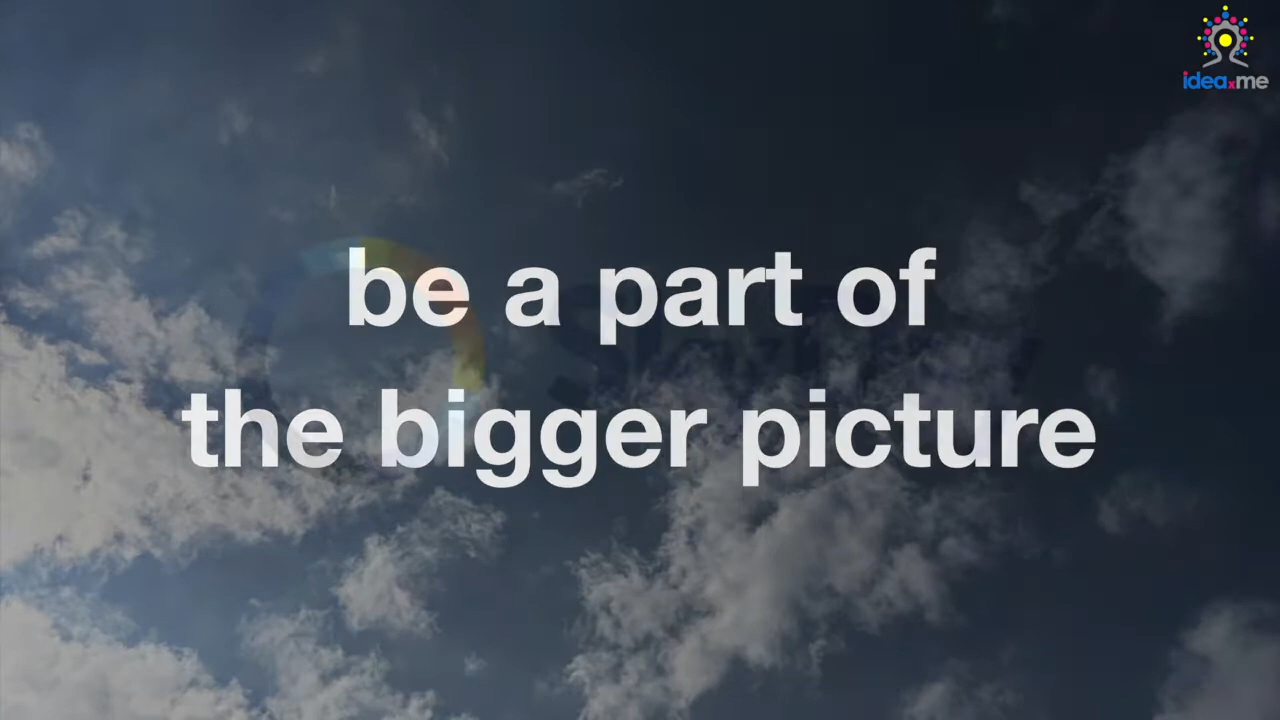 ideaxme
be a part of
the bigger picture